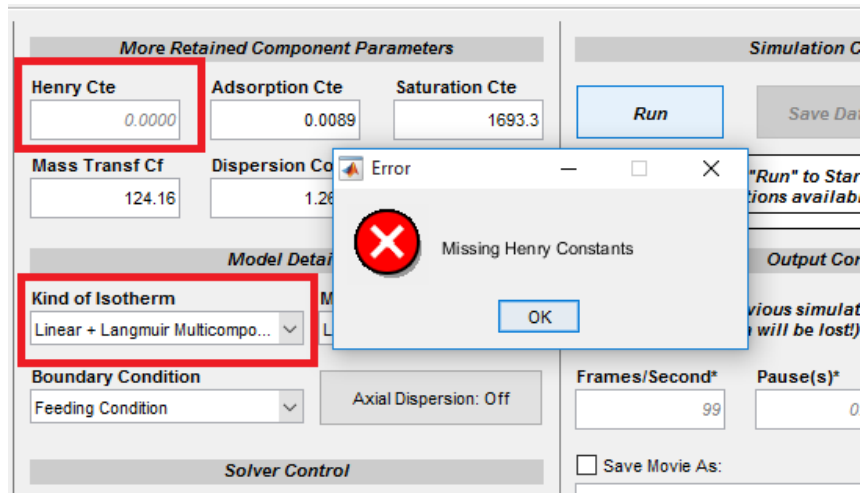 More Retained Component Parameters
Simulation C
Henry Cte
Adsorption Cte
Saturation Cte
0.0000
0.0089
1693.3
Run
Save Dat
Mass Transf Cf
Dispersion Co
124.16
1.26
Error
Missing Henry Constants
OK
"Run" to Star
tions availab
Model Detai
Output Con
Kind of Isotherm
M
Linear + Langmuir Multicompo...
L
vious simulat
will be lost!)
Boundary Condition
Feeding Condition
Axial Dispersion: Off
Frames/Second*
Pause(s)*
99
0
Solver Control
Save Movie As: